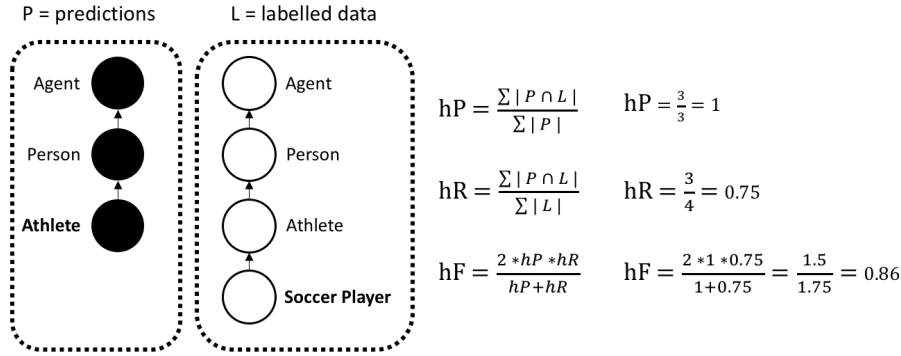 P = predictions
L = labelled data
Agent
Person
Athlete
Agent
Person
Athlete
Soccer Player
hP = ∑ | P ∩ L | / ∑ | P |
hP = 3/3 = 1
hR = ∑ | P ∩ L | / ∑ | L |
hR = 3/4 = 0.75
hF = 2 *hP *hR / hP+hR
hF = 2 *1 *0.75 / 1+0.75 = 1.5 / 1.75 = 0.86